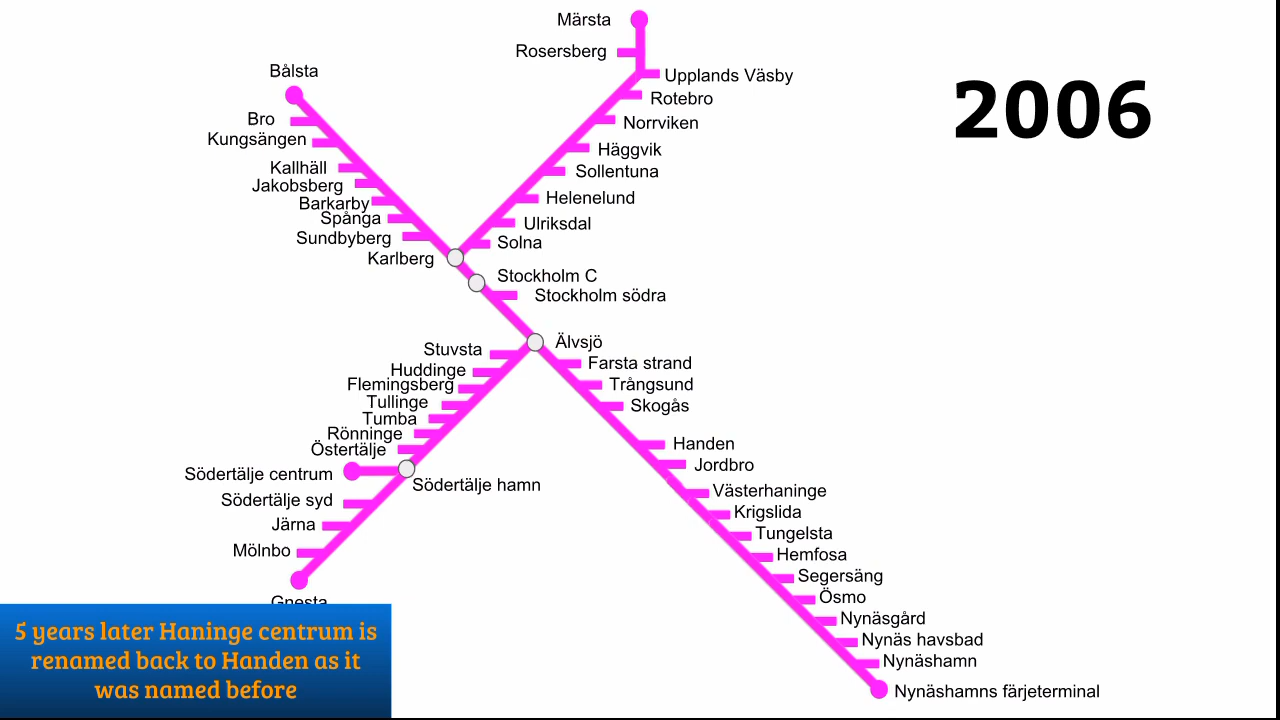 Märsta
Rosersberg
Upplands Väsby
Rotebro
Norrviken
Häggvik
Sollentuna
Helenelund
Ulriksdal
Solna
2006
Bålsta
Bro
Kungsängen
Kallhäll
Jakobsberg
Barkarby
Spånga
Sundbyberg
Karlberg
Stockholm C
Stockholm södra
Älvsjö
Stuvsta
Huddinge
Flemingsberg
Tullinge
Tumba
Rönninge
Östertälje
Södertälje centrum
Södertälje hamn
Södertälje syd
Järna
Mölnbo
Gnesta
Farsta strand
Trångsund
Skogås
Handen
Jordbro
Västerhaninge
Krigslida
Tungelsta
Hemfosa
Segersäng
Ösmo
Nynäsgård
Nynäs havsbad
Nynäshamn
Nynäshamns färjeterminal
5 years later Haninge centrum is
renamed back to Handen as it
was named before